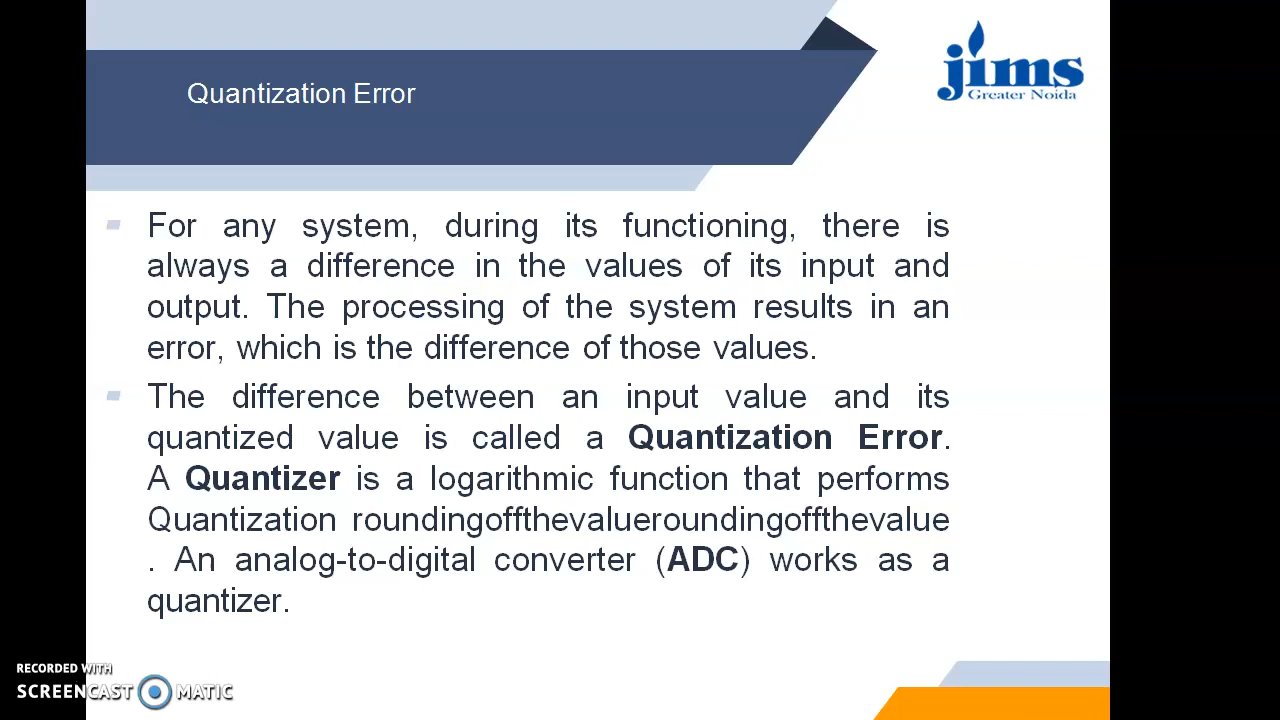 Quantization Error
jims
Greater Noida
For any system, during its functioning, there is
always a difference in the values of its input and
output. The processing of the system results in an
error, which is the difference of those values.
The difference between an input value and its
quantized value is called a Quantization Error.
A Quantizer is a logarithmic function that performs
Quantization roundingoffthevalueroundingoffthevalue
. An analog-to-digital converter (ADC) works as a
quantizer.
RECORDED WITH
SCREENCAST MATIC